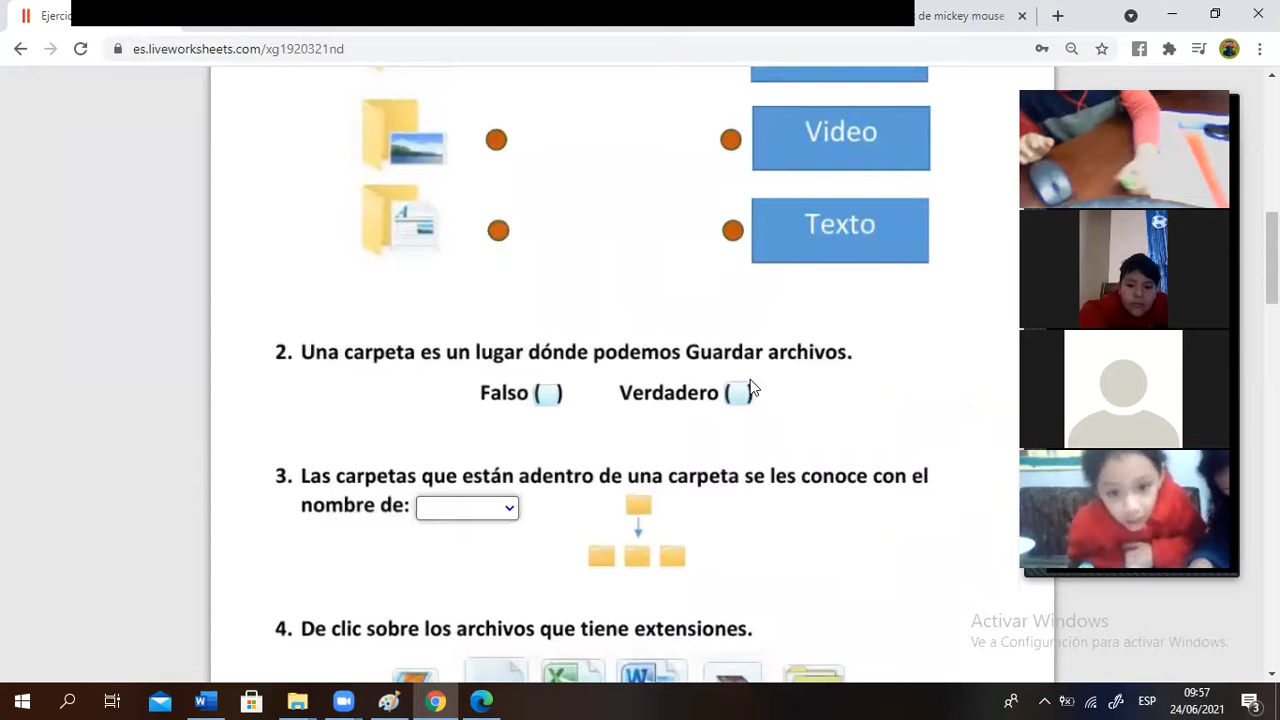 Ejercic
de mickey mouse
es.liveworksheets.com/xg1920321nd
Video
Texto
2. Una carpeta es un lugar dónde podemos Guardar archivos.
Falso ( ) Verdadero ( )
3. Las carpetas que están adentro de una carpeta se les conoce con el
nombre de:
4. De clic sobre los archivos que tiene extensiones.
Activar Windows
Ve a Configuración para activar Windows.
ESP
09:57
24/06/2021
3